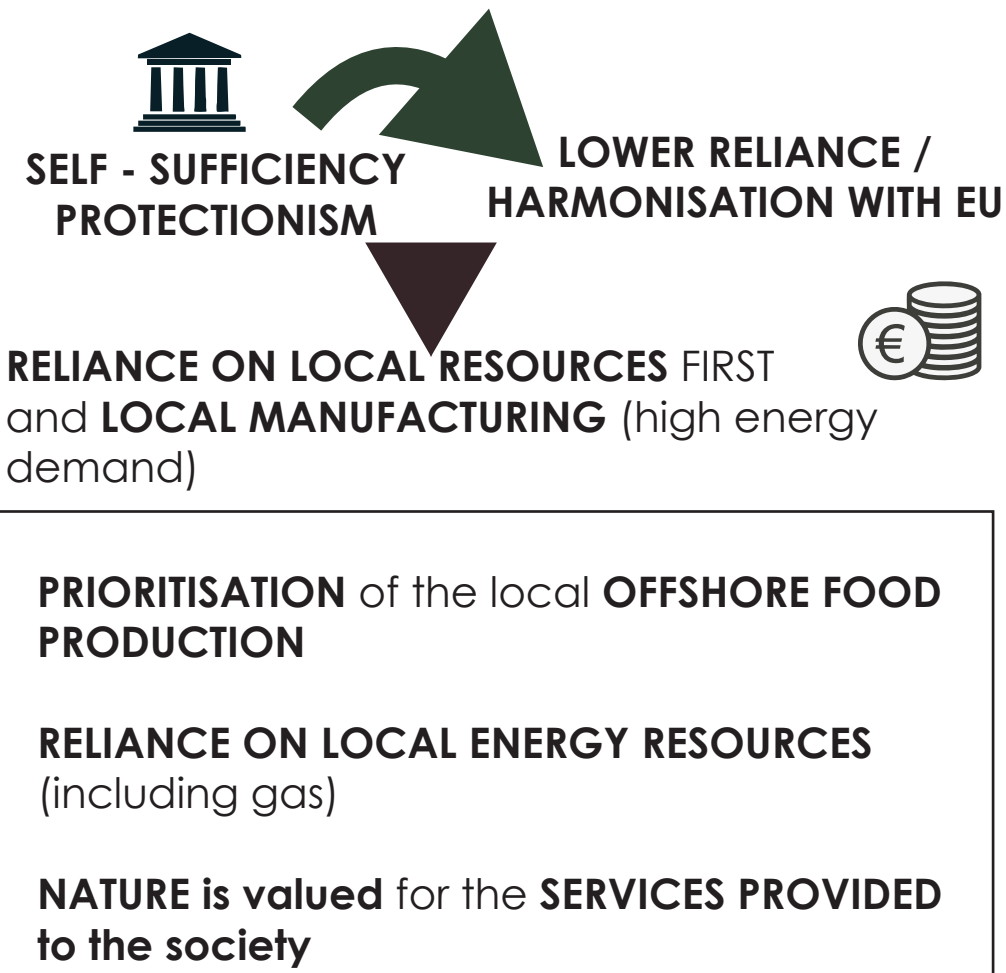 SELF - SUFFICIENCY
PROTECTIONISM
LOWER RELIANCE /
HARMONISATION WITH EU
€
RELIANCE ON LOCAL RESOURCES FIRST
and LOCAL MANUFACTURING (high energy
demand)
PRIORITISATION of the local OFFSHORE FOOD
PRODUCTION
RELIANCE ON LOCAL ENERGY RESOURCES
(including gas)
NATURE is valued for the SERVICES PROVIDED
to the society